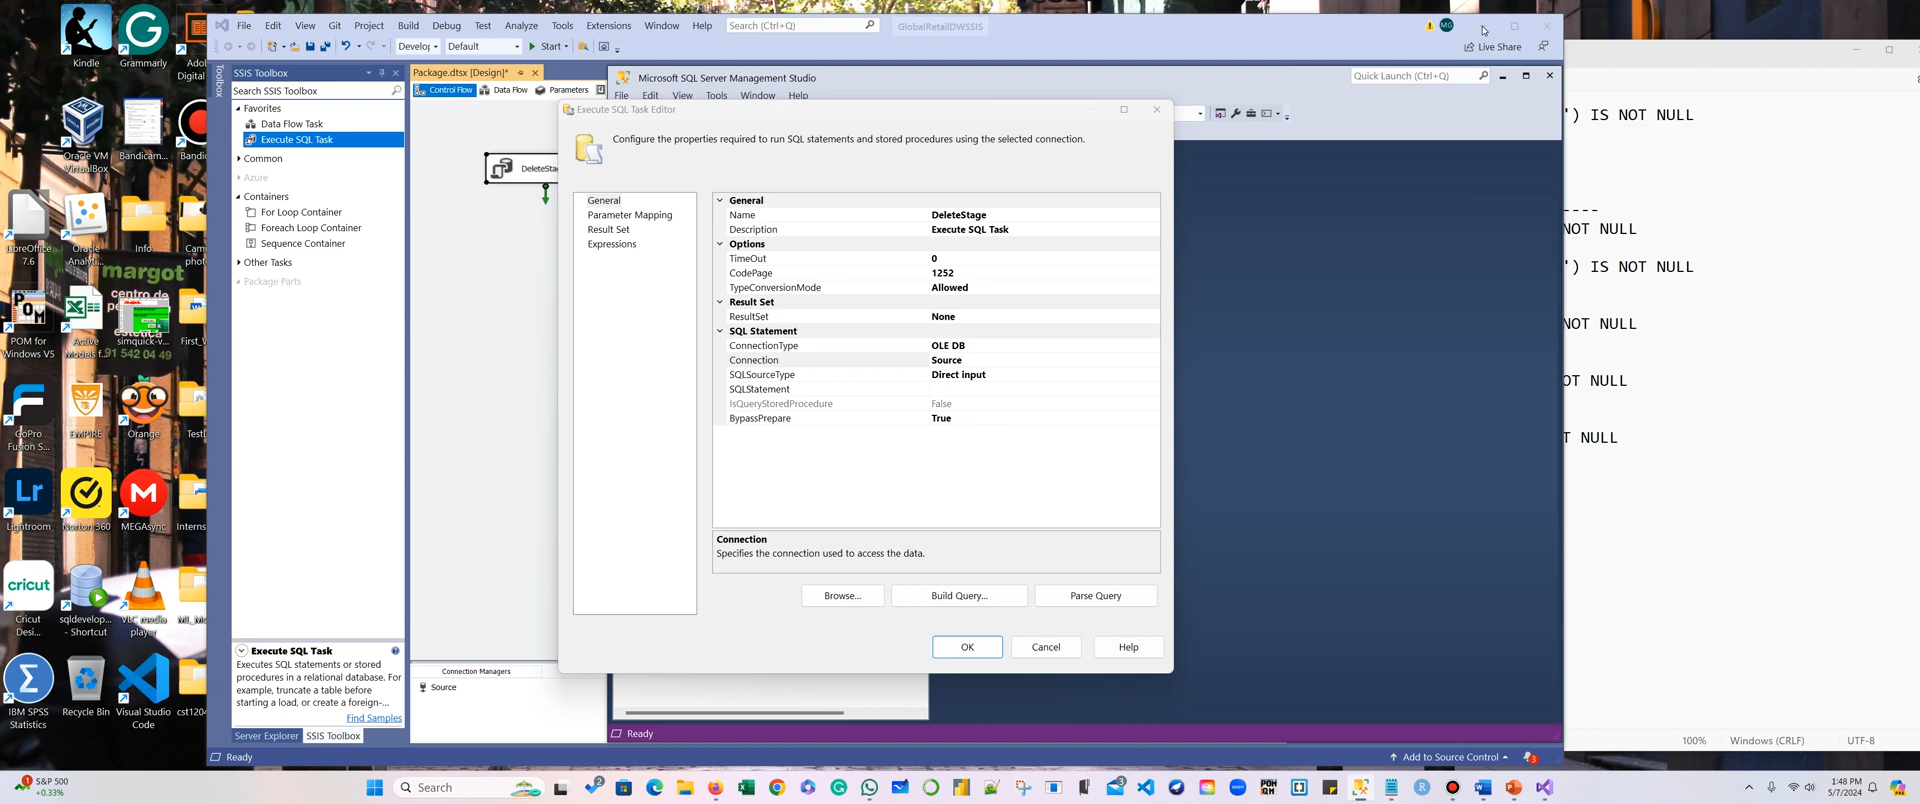 File Edit View Git Project Build Debug Test Analyze Tools Extensions Window Help Search (Ctrl+Q) GlobalRetailDWSSIS MG
Default Start Live Share
Toolbox
SSIS Toolbox
Search SSIS Toolbox
Favorites
Data Flow Task
Execute SQL Task
Common
Azure
Containers
For Loop Container
Foreach Loop Container
Sequence Container
Other Tasks
Package Parts
Execute SQL Task
Executes SQL statements or stored
procedures in a relational database. For
example, truncate a table before
starting a load, or create a foreign-...
Find Samples
Server Explorer SSIS Toolbox
Ready
Package.dtsx [Design]*
Control Flow Data Flow Parameters
Connection Managers
Source
Microsoft SQL Server Management Studio Quick Launch (Ctrl+Q)
File Edit View Tools Window Help
Execute SQL Task Editor
Configure the properties required to run SQL statements and stored procedures using the selected connection.
General
Parameter Mapping
Result Set
Expressions
General
Name DeleteStage
Description Execute SQL Task
Options
TimeOut 0
CodePage 1252
TypeConversionMode Allowed
Result Set
ResultSet None
SQL Statement
ConnectionType OLE DB
Connection Source
SQLSourceType Direct input
SQLStatement
IsQueryStoredProcedure False
BypassPrepare True
Connection
Specifies the connection used to access the data.
Browse... Build Query... Parse Query
OK Cancel Help
Ready
Add to Source Control 3
') IS NOT NULL
----
NOT NULL
') IS NOT NULL
NOT NULL
OT NULL
T NULL
100% Windows (CRLF) UTF-8
Kindle Grammarly
Oracle VM
VirtualBox
LibreOffice
7.6
Info
margot
centro de
estética
91 542 04 49
POM for
Windows V5
GoPro
Fusion S...
EMPIRE
Orange
Lightroom
Norton 360
MEGAsync
cricut
Cricut
Desi...
sqldevelop...
- Shortcut
VLC media
player
IBM SPSS
Statistics
Recycle Bin
Visual Studio
Code
S&P 500
+0.33%
Search
1:48 PM
5/7/2024